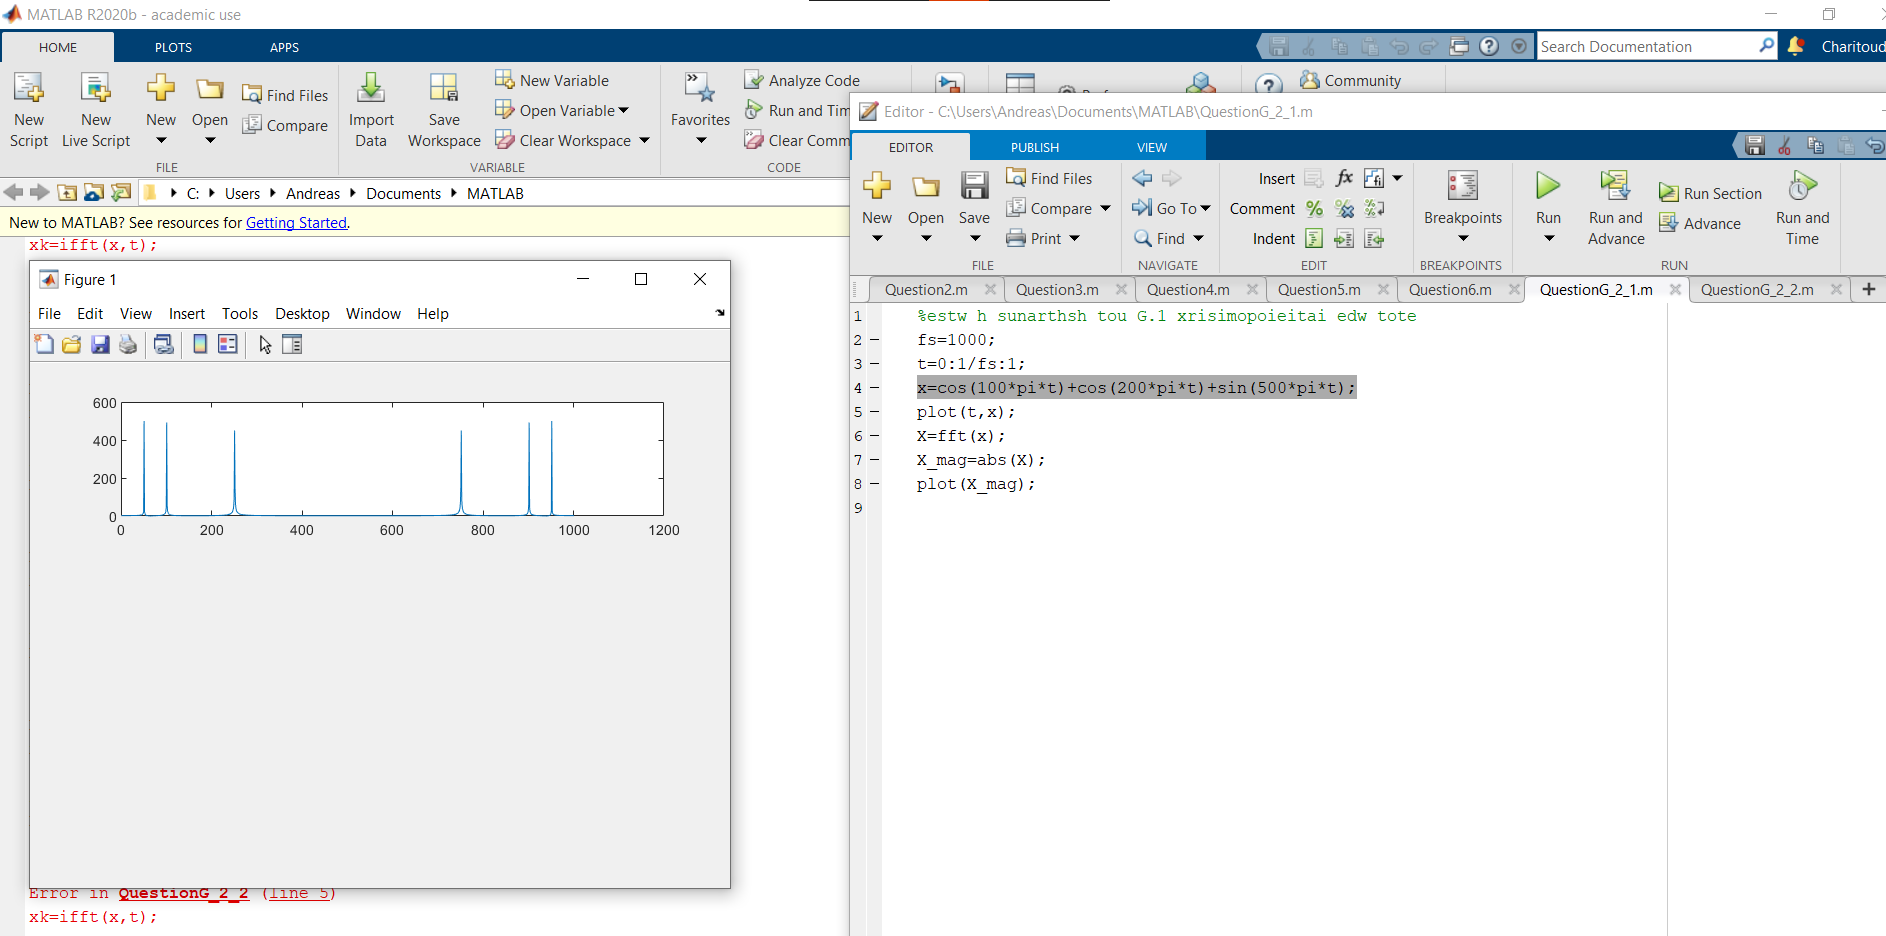 MATLAB R2020b - academic use
HOME PLOTS APPS
Search Documentation
Charitoud
New Script
New Live Script
New
Open
Find Files
Compare
FILE
Import Data
Save Workspace
New Variable
Open Variable
Clear Workspace
VARIABLE
Favorites
Analyze Code
Run and Tim
Clear Comm
CODE
Community
C: Users Andreas Documents MATLAB
New to MATLAB? See resources for Getting Started.
xk=ifft(x,t);
Figure 1
File Edit View Insert Tools Desktop Window Help
600
400
200
0
0 200 400 600 800 1000 1200
Error in QuestionG_2_2 (line 5)
xk=ifft(x,t);
Editor - C:\Users\Andreas\Documents\MATLAB\QuestionG_2_1.m
EDITOR PUBLISH VIEW
New
Open
Save
Find Files
Compare
Print
FILE
Go To
Find
NAVIGATE
Insert
Comment
Indent
EDIT
Breakpoints
BREAKPOINTS
Run
Run and Advance
Run Section
Advance
Run and Time
RUN
Question2.m Question3.m Question4.m Question5.m Question6.m QuestionG_2_1.m QuestionG_2_2.m
1 %estw h sunarthsh tou G.1 xrisimopoieitai edw tote
2 fs=1000;
3 t=0:1/fs:1;
4 x=cos(100*pi*t)+cos(200*pi*t)+sin(500*pi*t);
5 plot(t,x);
6 X=fft(x);
7 X_mag=abs(X);
8 plot(X_mag);
9